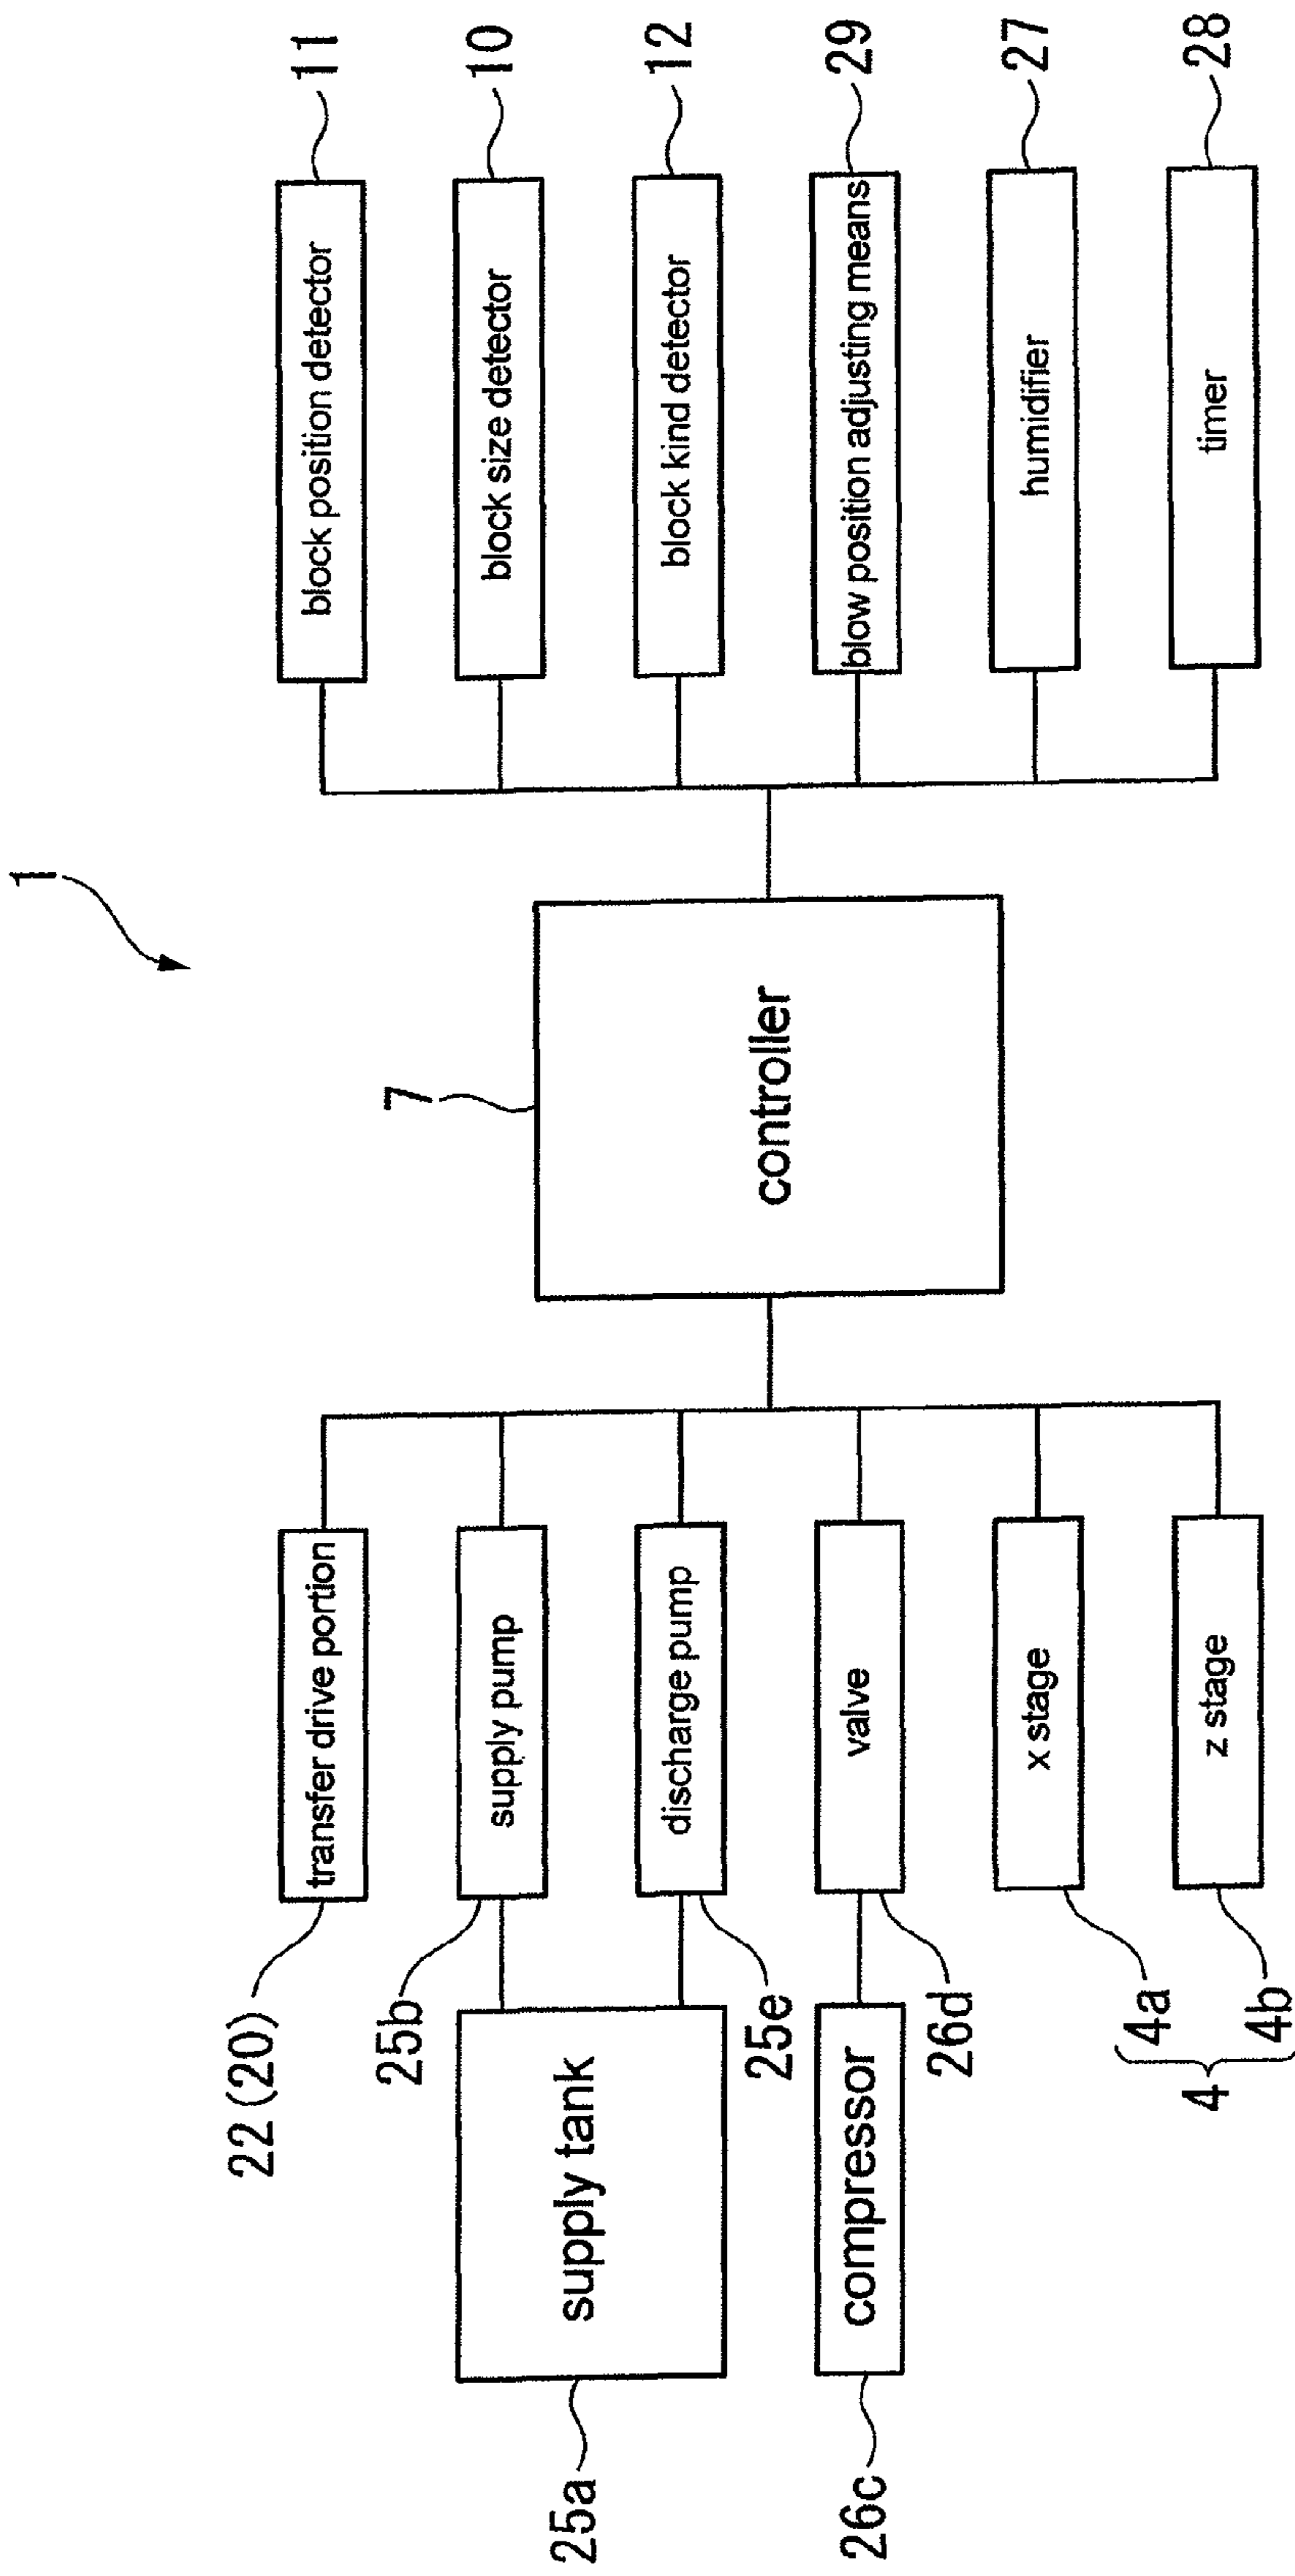 1
7
controller
22 (20)
transfer drive portion
25b
supply pump
25a
supply tank
25e
discharge pump
26d
valve
26c
compressor
4a
x stage
4
4b
z stage
block position detector
11
block size detector
10
block kind detector
12
blow position adjusting means
29
humidifier
27
timer
28